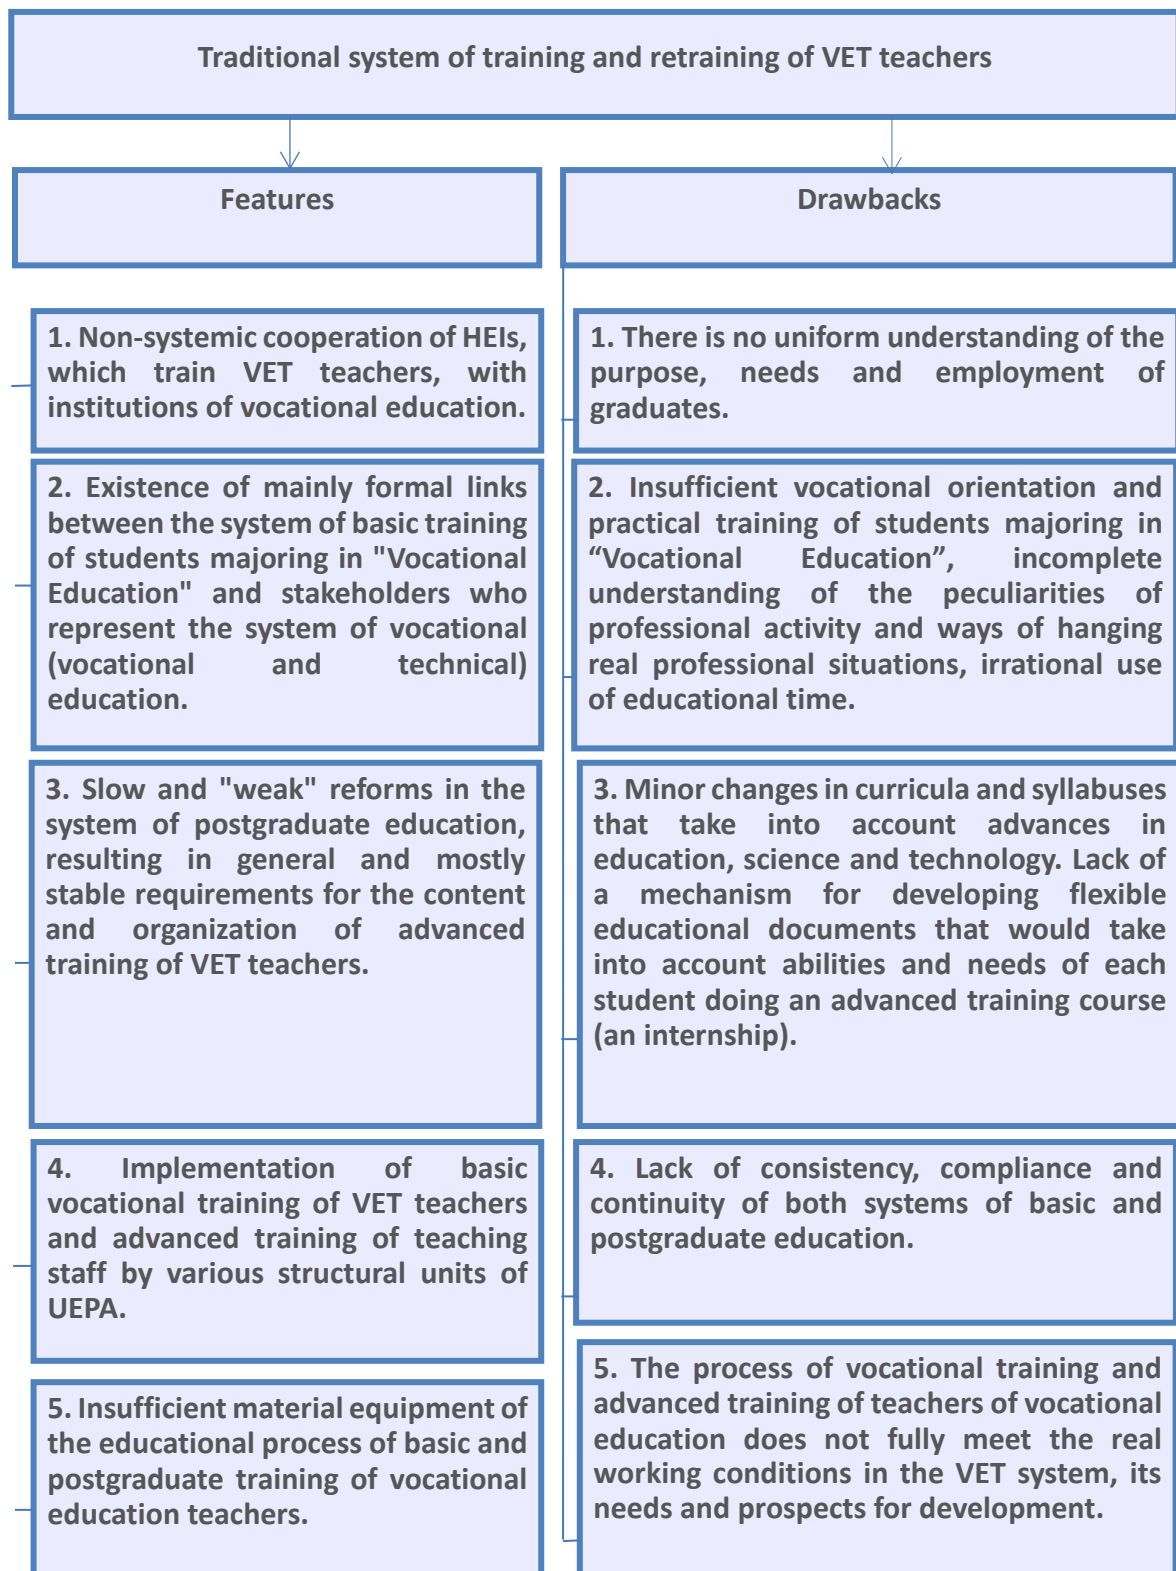 Traditional system of training and retraining of VET teachers
Features
Drawbacks
1. Non-systemic cooperation of HEIs,
which train VET teachers, with
institutions of vocational education.
1. There is no uniform understanding of the
purpose, needs and employment of
graduates.
2. Existence of mainly formal links
between the system of basic training
of students majoring in "Vocational
Education" and stakeholders who
represent the system of vocational
(vocational and technical)
education.
2. Insufficient vocational orientation and
practical training of students majoring in
“Vocational Education”, incomplete
understanding of the peculiarities of
professional activity and ways of hanging
real professional situations, irrational use
of educational time.
3. Slow and "weak" reforms in the
system of postgraduate education,
resulting in general and mostly
stable requirements for the content
and organization of advanced
training of VET teachers.
3. Minor changes in curricula and syllabuses
that take into account advances in
education, science and technology. Lack of
a mechanism for developing flexible
educational documents that would take
into account abilities and needs of each
student doing an advanced training course
(an internship).
4. Implementation of basic
vocational training of VET teachers
and advanced training of teaching
staff by various structural units of
UEPA.
4. Lack of consistency, compliance and
continuity of both systems of basic and
postgraduate education.
5. Insufficient material equipment of
the educational process of basic and
postgraduate training of vocational
education teachers.
5. The process of vocational training and
advanced training of teachers of vocational
education does not fully meet the real
working conditions in the VET system, its
needs and prospects for development.